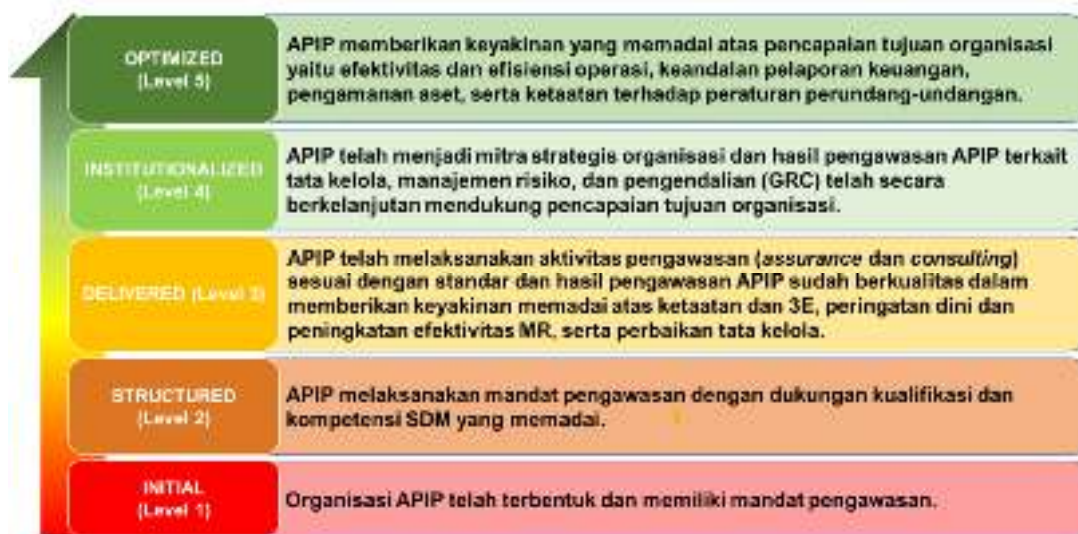 OPTIMIZED
(Level 5)
APIP memberikan keyakinan yang memadai atas pencapaian tujuan organisasi
yaitu efektivitas dan efisiensi operasi, keandalan pelaporan keuangan,
pengamanan aset, serta ketaatan terhadap peraturan perundang-undangan.
INSTITUTIONALIZED
(Level 4)
APIP telah menjadi mitra strategis organisasi dan hasil pengawasan APIP terkait
tata kelola, manajemen risiko, dan pengendalian (GRC) telah secara
berkelanjutan mendukung pencapaian tujuan organisasi.
DELIVERED (Level 3)
APIP telah melaksanakan aktivitas pengawasan (assurance dan consulting)
sesuai dengan standar dan hasil pengawasan APIP sudah berkualitas dalam
memberikan keyakinan memadai atas ketaatan dan 3E, peringatan dini dan
peningkatan efektivitas MR, serta perbaikan tata kelola.
STRUCTURED
(Level 2)
APIP melaksanakan mandat pengawasan dengan dukungan kualifikasi dan
kompetensi SDM yang memadai.
INITIAL
(Level 1)
Organisasi APIP telah terbentuk dan memiliki mandat pengawasan.